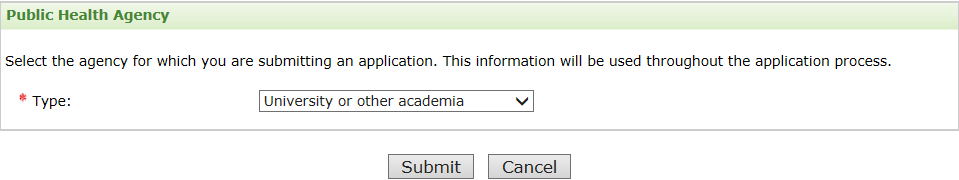 Public Health Agency
Select the agency for which you are submitting an application. This information will be used throughout the application process.
* Type: University or other academia
Submit Cancel